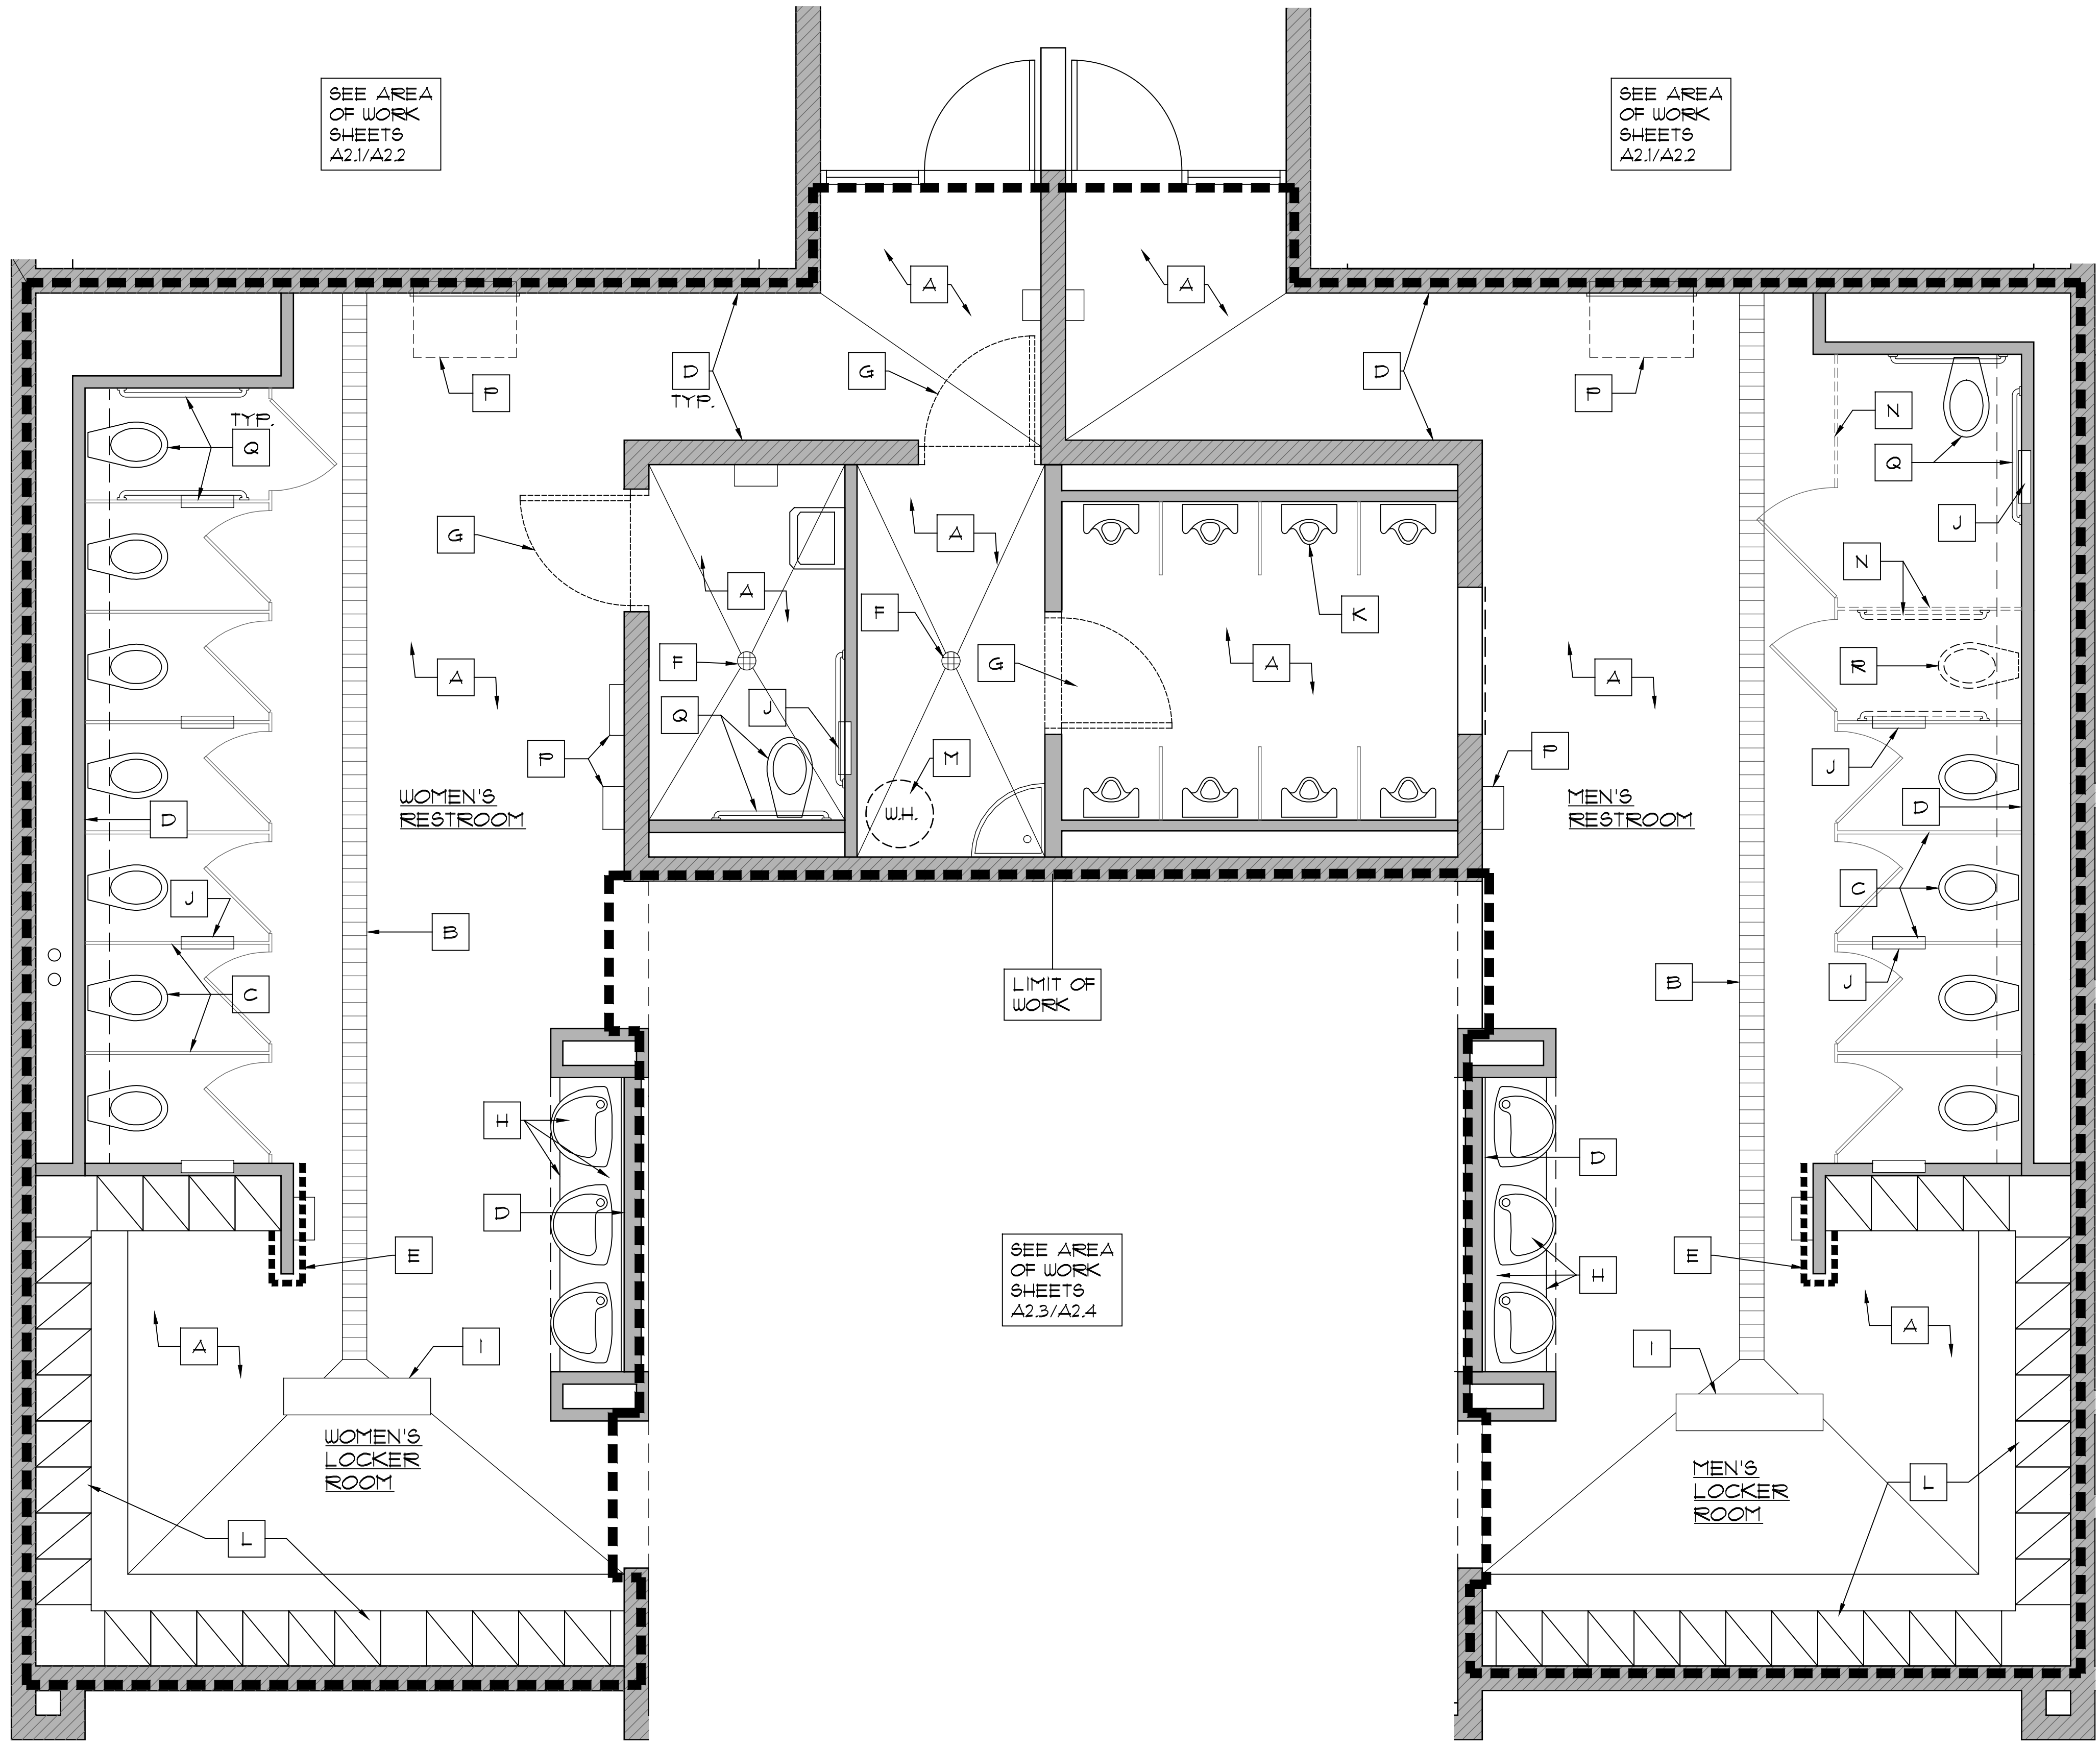 SEE AREA
OF WORK
SHEETS
A2.1/A2.2
SEE AREA
OF WORK
SHEETS
A2.1/A2.2
A
A
D
TYP.
G
D
P
P
N
TYP.
Q
Q
J
G
A
A
N
F
K
A
F
G
A
R
A
A
Q
J
P
M
P
J
W.H.
WOMEN'S
RESTROOM
MEN'S
RESTROOM
D
D
J
C
B
C
LIMIT OF
WORK
B
J
H
D
D
E
SEE AREA
OF WORK
SHEETS
A2.3/A2.4
E
H
A
I
I
A
WOMEN'S
LOCKER
ROOM
MEN'S
LOCKER
ROOM
L
L